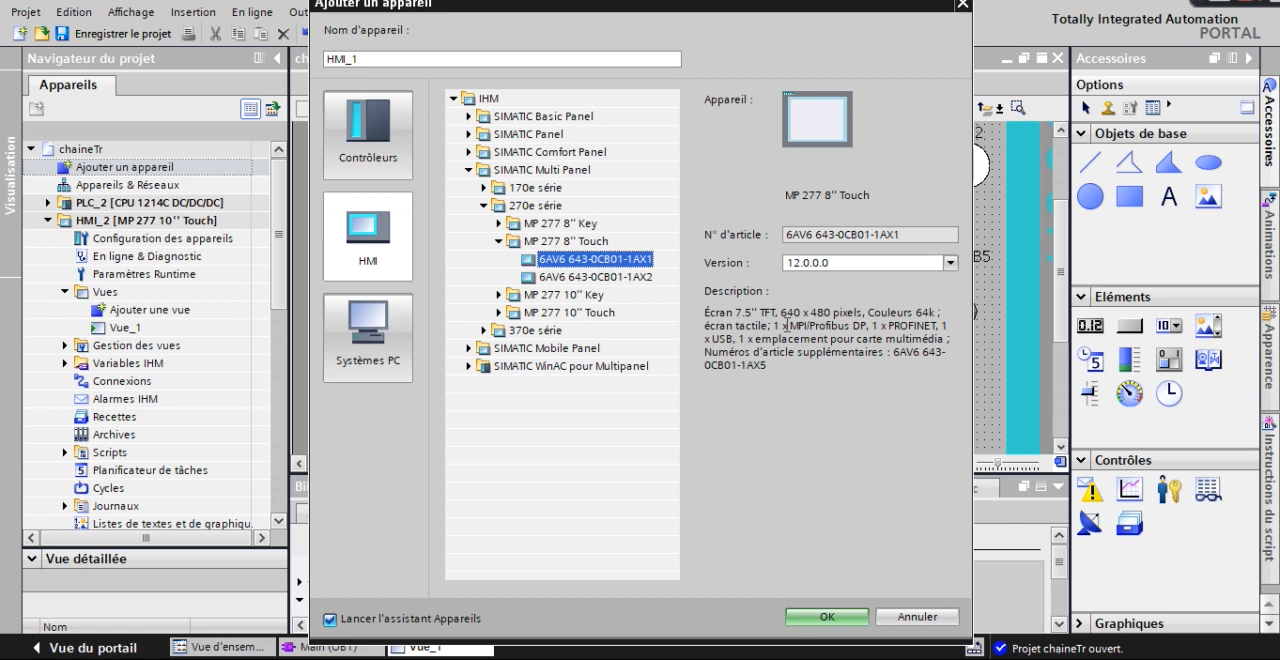 Ajouter un appareil
Projet Edition Affichage Insertion En ligne
Totally Integrated Automation
PORTAL
Enregistrer le projet
Navigateur du projet
Appareils
Visualisation
chaineTr
Ajouter un appareil
Appareils & Réseaux
PLC_2 [CPU 1214C DC/DC/DC]
HMI_2 [MP 277 10'' Touch]
Configuration des appareils
En ligne & Diagnostic
Paramètres Runtime
Vues
Ajouter une vue
Vue_1
Gestion des vues
Variables IHM
Connexions
Alarmes IHM
Recettes
Archives
Scripts
Planificateur de tâches
Cycles
Journaux
Listes de textes et de graphiqu.
Vue détaillée
Nom
Nom d'appareil :
HMI_1
Contrôleurs
HMI
Systèmes PC
IHM
SIMATIC Basic Panel
SIMATIC Panel
SIMATIC Comfort Panel
SIMATIC Multi Panel
170e série
270e série
MP 277 8'' Key
MP 277 8'' Touch
6AV6 643-0CB01-1AX1
6AV6 643-0CB01-1AX2
MP 277 10'' Key
MP 277 10'' Touch
370e série
SIMATIC Mobile Panel
SIMATIC WinAC pour Multipanel
Appareil :
MP 277 8'' Touch
N° d'article : 6AV6 643-0CB01-1AX1
Version : 12.0.0.0
Description :
Écran 7.5'' TFT, 640 x 480 pixels, Couleurs 64k ;
écran tactile; 1 x MPI/Profibus DP, 1 x PROFINET, 1
x USB, 1 x emplacement pour carte multimédia ;
Numéros d'article supplémentaires : 6AV6 643-
0CB01-1AX5
Lancer l'assistant Appareils
OK
Annuler
Accessoires
Options
Objets de base
A
Eléments
0.12
10
5
Contrôles
Graphiques
Accessoires
Animations
Apparence
Instructions du script
Vue du portail
Vue d'ensem...
Main (OB1)
Vue_1
Projet chaineTr ouvert.